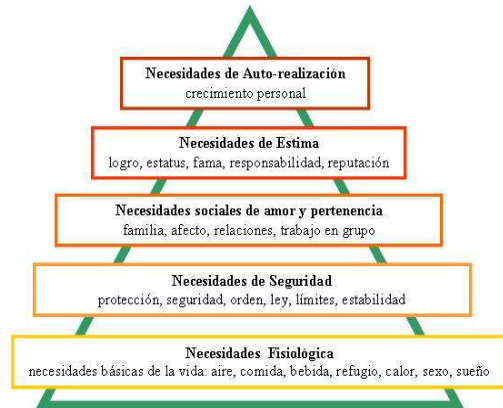 Necesidades de Auto-realización
crecimiento personal
Necesidades de Estima
logro, estatus, fama, responsabilidad, reputación
Necesidades sociales de amor y pertenencia
familia, afecto, relaciones, trabajo en grupo
Necesidades de Seguridad
protección, seguridad, orden, ley, límites, estabilidad
Necesidades Fisiológica
necesidades básicas de la vida: aire, comida, bebida, refugio, calor, sexo, sueño